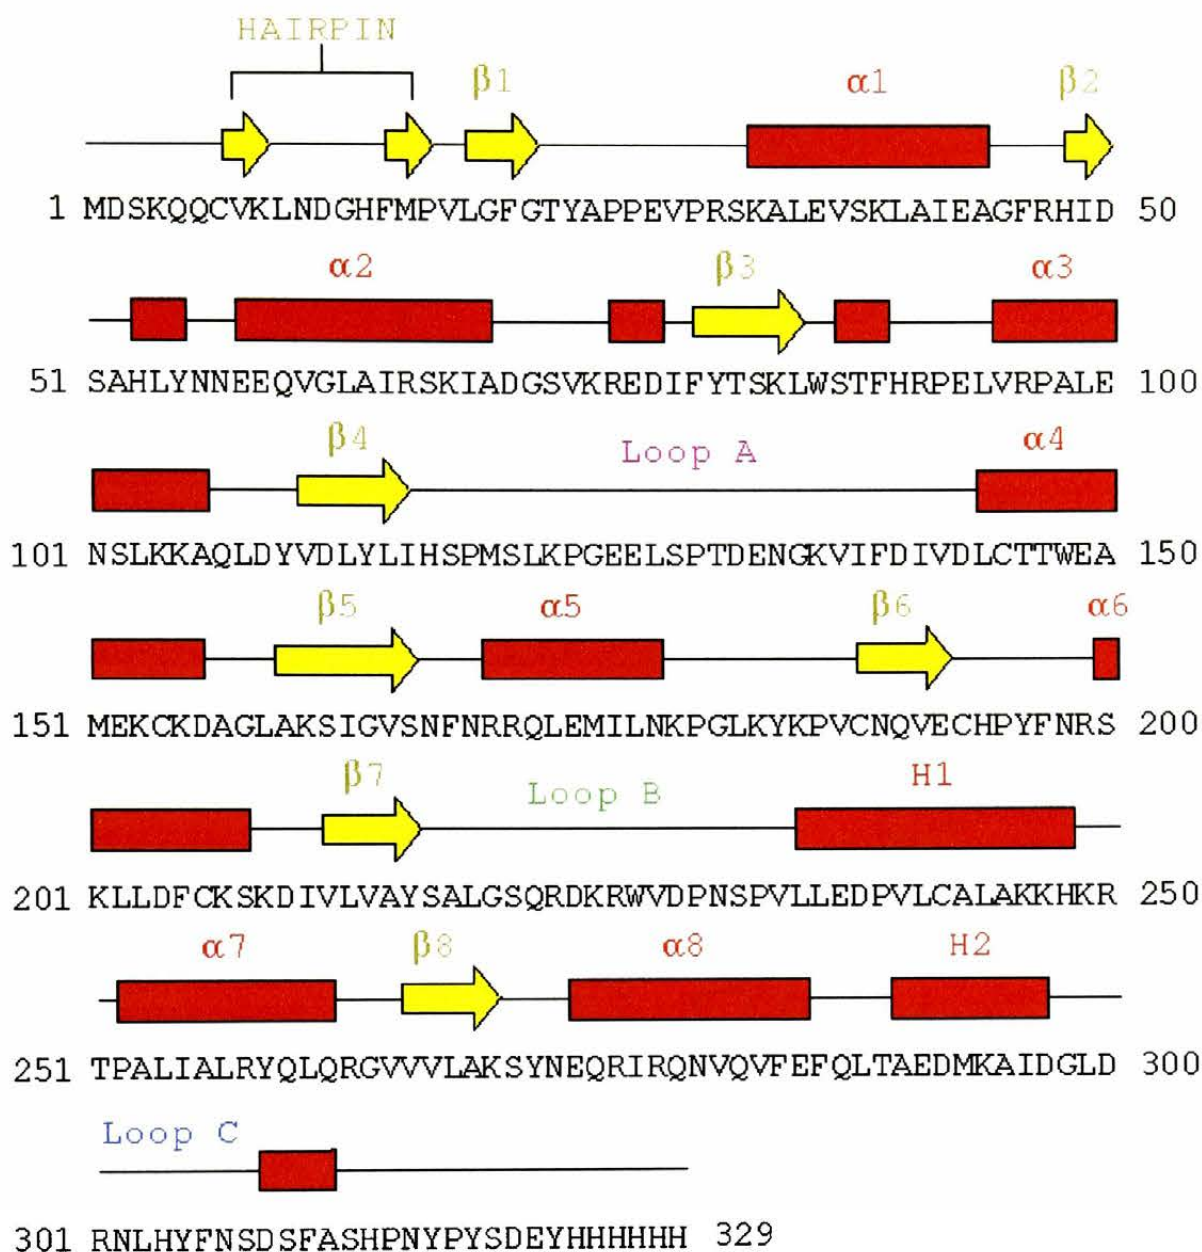 HAIRPIN
β1 α1 β2
1 MDSKQQCVKLNDGHFMPVLGFGTYAPPEVPRSKALEVSKLAIEAGFRHID 50
α2 β3 α3
51 SAHLYNNEEQVGLAIRSKIADGSVKREDIFYTSKLWSTFHRPELVRPALE 100
β4 Loop A α4
101 NSLKKAQLDYVDLYLIHSPMSLKPGEELSPTDENGKVIFDIVDLCTTWEA 150
β5 α5 β6 α6
151 MEKCKDAGLAKSIGVSNFNRRQLEMILNKPGLKYKPVCNQVECHPYFNRS 200
β7 Loop B H1
201 KLLDFCKSKDIVLVAYSALGSQRDKRWVDPNSPVLLEDPVLCALAKKHKR 250
α7 β8 α8 H2
251 TPALIALRYQLQRGVVVLAKSYNEQRIRQNVQVFEFQLTAEDMKAIDGLD 300
Loop C
301 RNLHYFNSDSFASHPNYPYSDEYHHHHHH 329